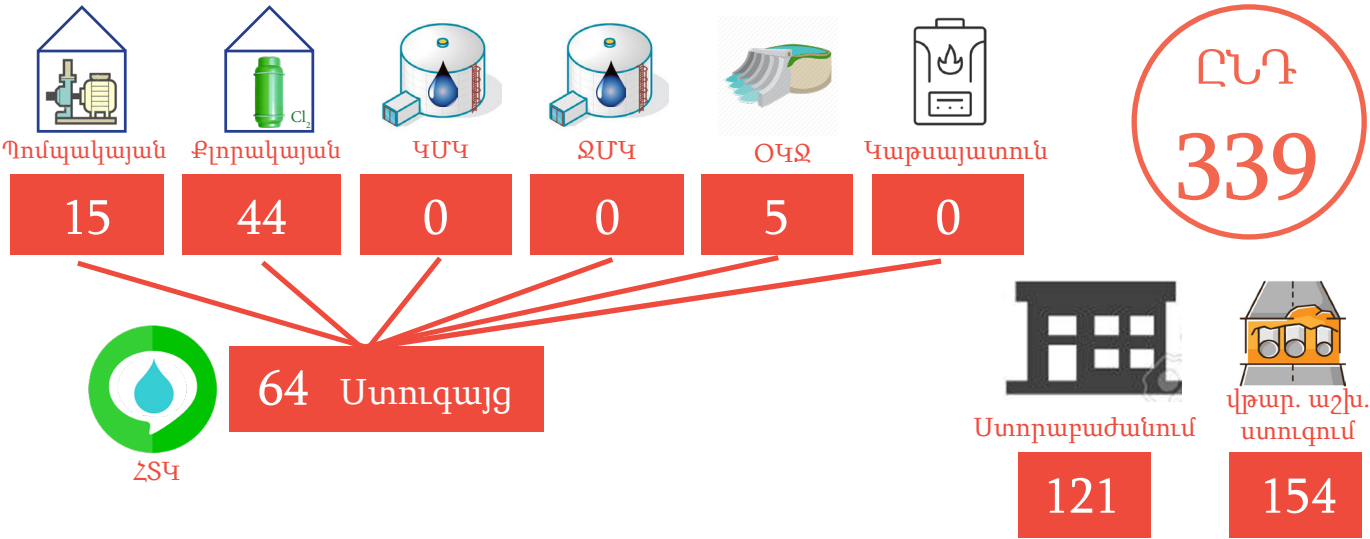 Պոմպակայան Քլորակայան ԿՄԿ ՋՄԿ ՕԿՋ Կաթսայատուն
Cl2
15 44 0 0 5 0
ԸՆԴ
339
64 Ստուգայց
ՀՏԿ
Ստորաբաժանում
121
վթար. աշխ.
ստուգում
154